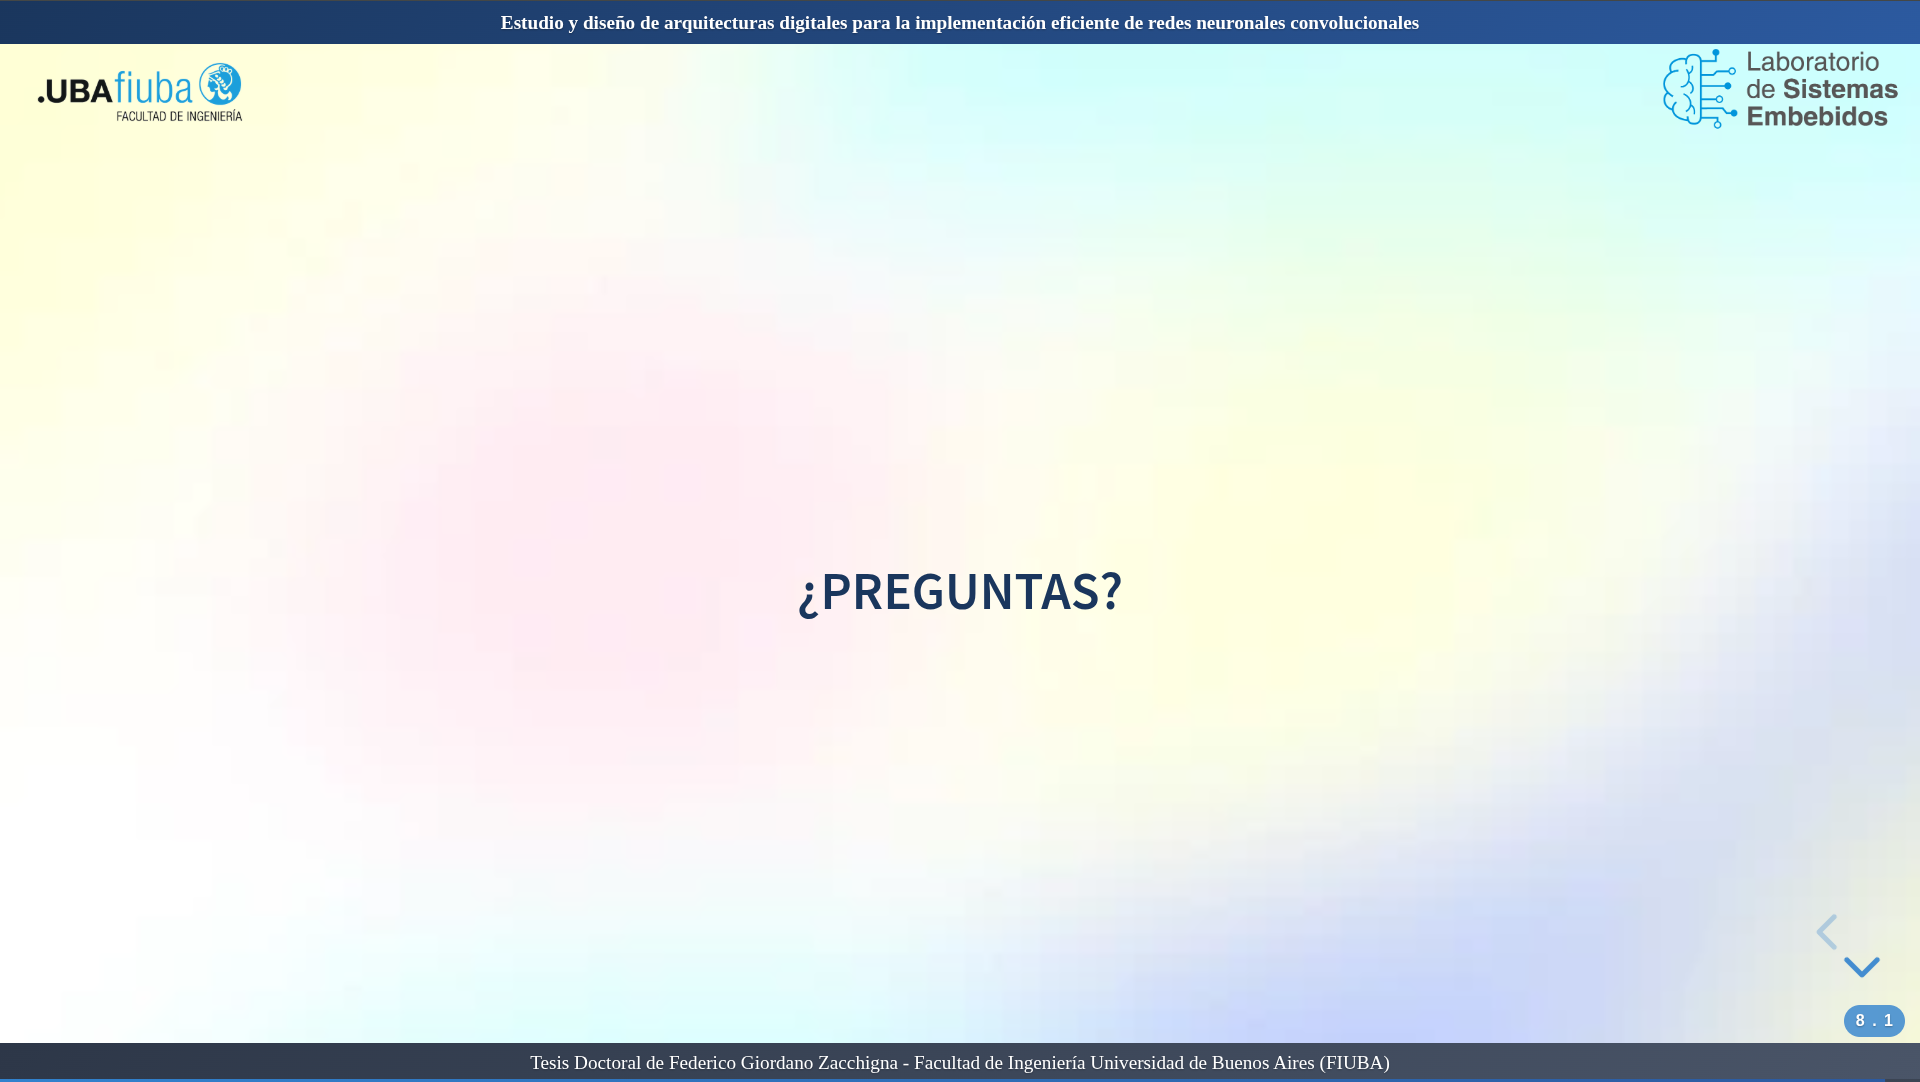 Estudio y diseño de arquitecturas digitales para la implementación eficiente de redes neuronales convolucionales
.UBAfiuba
FACULTAD DE INGENIERÍA
Laboratorio
de Sistemas
Embebidos
¿PREGUNTAS?
8 . 1
Tesis Doctoral de Federico Giordano Zacchigna - Facultad de Ingeniería Universidad de Buenos Aires (FIUBA)